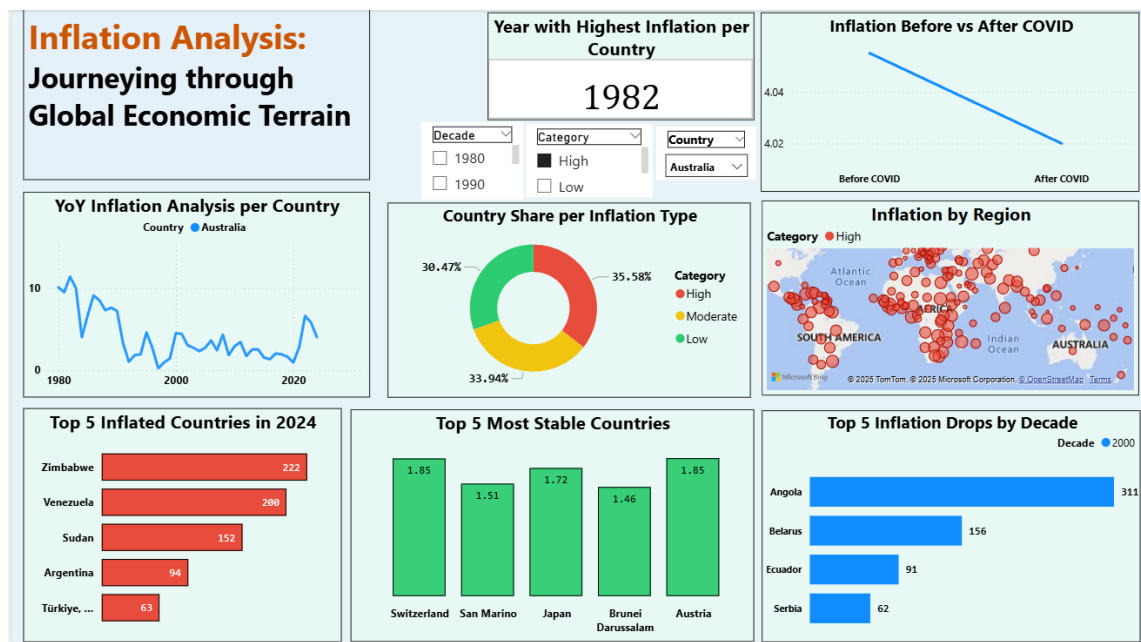 Inflation Analysis:
Journeying through
Global Economic Terrain
Year with Highest Inflation per
Country
1982
Decade
1980
1990
Category
High
Low
Country
Australia
Inflation Before vs After COVID
4.04
4.02
Before COVID
After COVID
YoY Inflation Analysis per Country
Country
Australia
10
0
1980
2000
2020
Country Share per Inflation Type
30.47%
35.58%
33.94%
Category
High
Moderate
Low
Inflation by Region
Category
High
Atlantic
Ocean
AFRICA
SOUTH AMERICA
Indian
Ocean
AUSTRALIA
Microsoft Bing
© 2025 TomTom, © 2025 Microsoft Corporation, © OpenStreetMap Terms
Top 5 Inflated Countries in 2024
Zimbabwe 222
Venezuela 200
Sudan 152
Argentina 94
Türkiye, ... 63
Top 5 Most Stable Countries
1.85 1.51 1.72 1.46 1.85
Switzerland San Marino Japan Brunei Austria
Darussalam
Top 5 Inflation Drops by Decade
Decade 2000
Angola 311
Belarus 156
Ecuador 91
Serbia 62